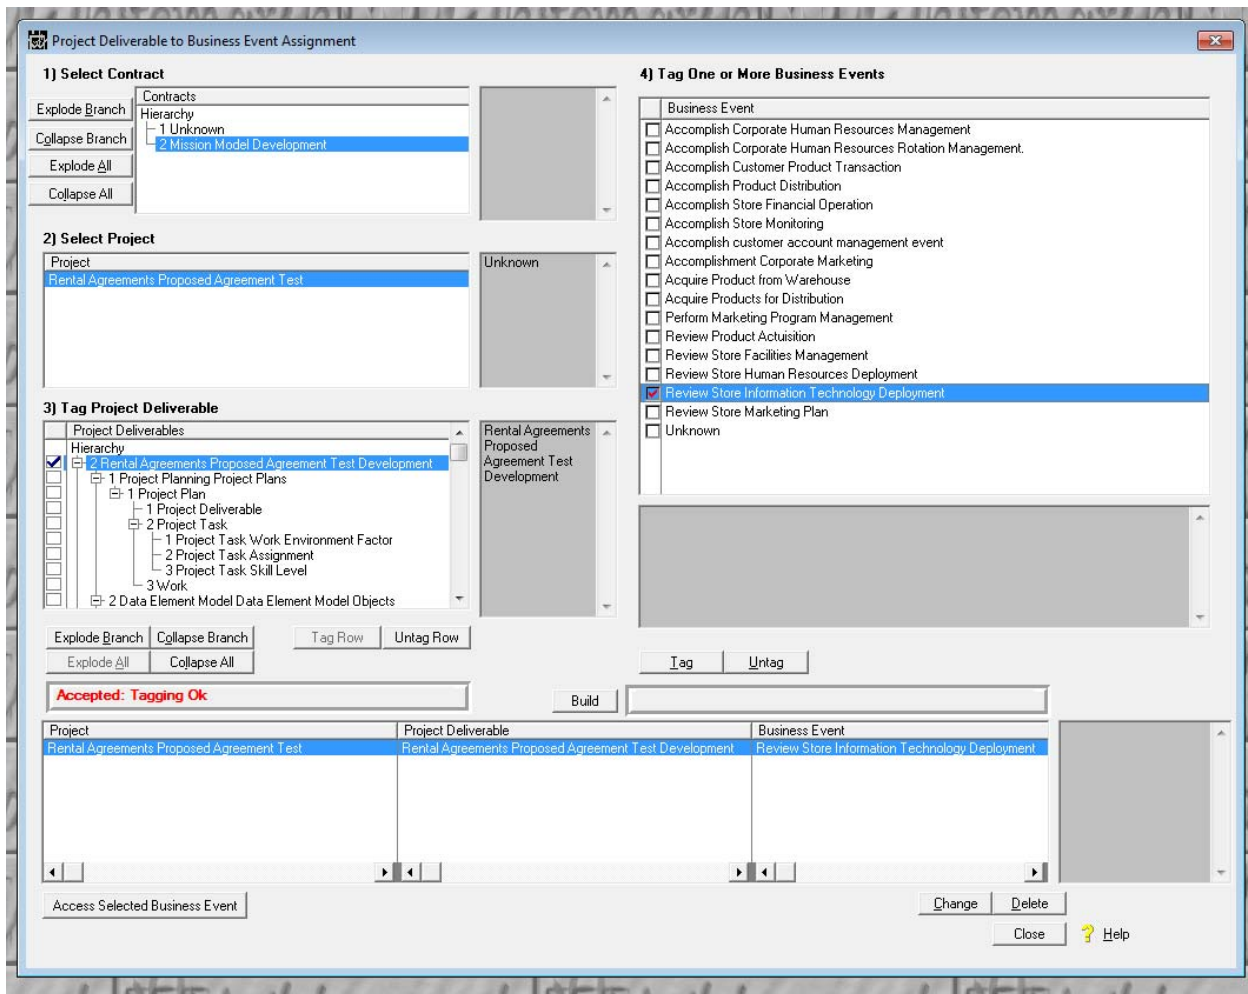 Project Deliverable to Business Event Assignment
1) Select Contract
Explode Branch
Collapse Branch
Explode All
Collapse All
Contracts
Hierarchy
1 Unknown
2 Mission Model Development
2) Select Project
Project
Rental Agreements Proposed Agreement Test
Unknown
3) Tag Project Deliverable
Project Deliverables
Hierarchy
2 Rental Agreements Proposed Agreement Test Development
1 Project Planning Project Plans
1 Project Plan
1 Project Deliverable
2 Project Task
1 Project Task Work Environment Factor
2 Project Task Assignment
3 Project Task Skill Level
3 Work
2 Data Element Model Data Element Model Objects
Rental Agreements
Proposed
Agreement Test
Development
Explode Branch Collapse Branch Tag Row Untag Row
Explode All Collapse All
4) Tag One or More Business Events
Business Event
Accomplish Corporate Human Resources Management
Accomplish Corporate Human Resources Rotation Management.
Accomplish Customer Product Transaction
Accomplish Product Distribution
Accomplish Store Financial Operation
Accomplish Store Monitoring
Accomplish customer account management event
Accomplishment Corporate Marketing
Acquire Product from Warehouse
Acquire Products for Distribution
Perform Marketing Program Management
Review Product Actuisition
Review Store Facilities Management
Review Store Human Resources Deployment
Review Store Information Technology Deployment
Review Store Marketing Plan
Unknown
Tag Untag
Accepted: Tagging Ok
Build
Project Project Deliverable Business Event
Rental Agreements Proposed Agreement Test Rental Agreements Proposed Agreement Test Development Review Store Information Technology Deployment
Access Selected Business Event
Change Delete
Close Help